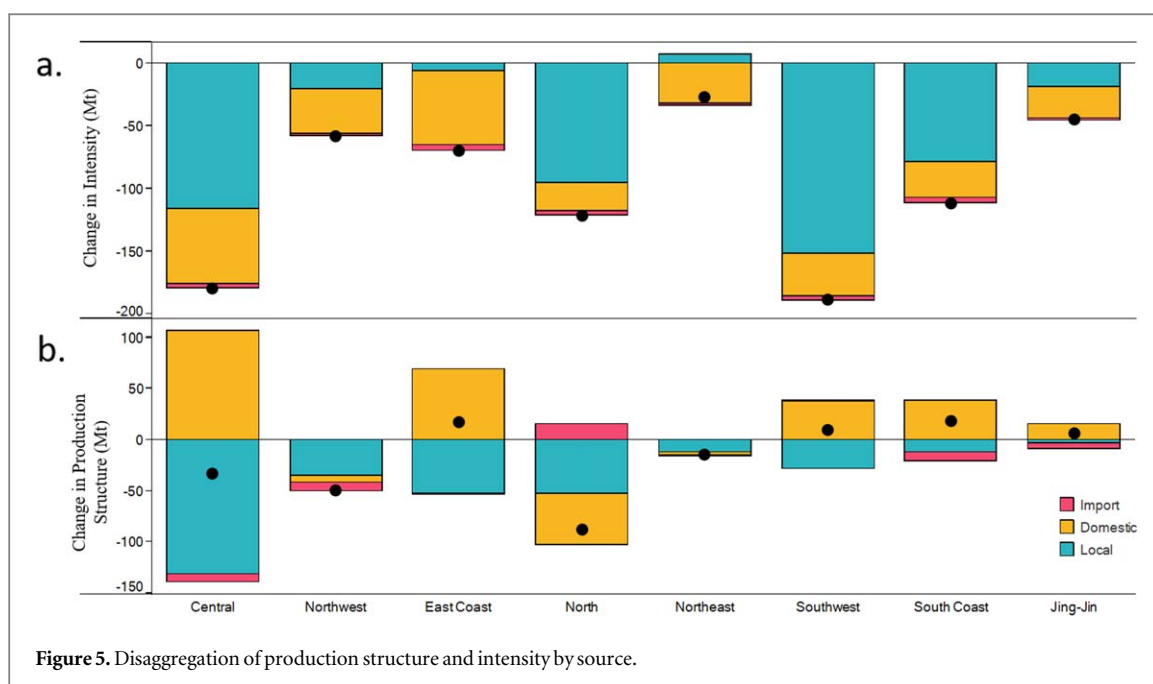 a.
Change in Intensity (Mt)
0
-50
-100
-150
-200
b.
Change in Production
Structure (Mt)
100
50
0
-50
-100
-150
Import
Domestic
Local
Central
Northwest
East Coast
North
Northeast
Southwest
South Coast
Jing-Jin
Figure 5. Disaggregation of production structure and intensity by source.